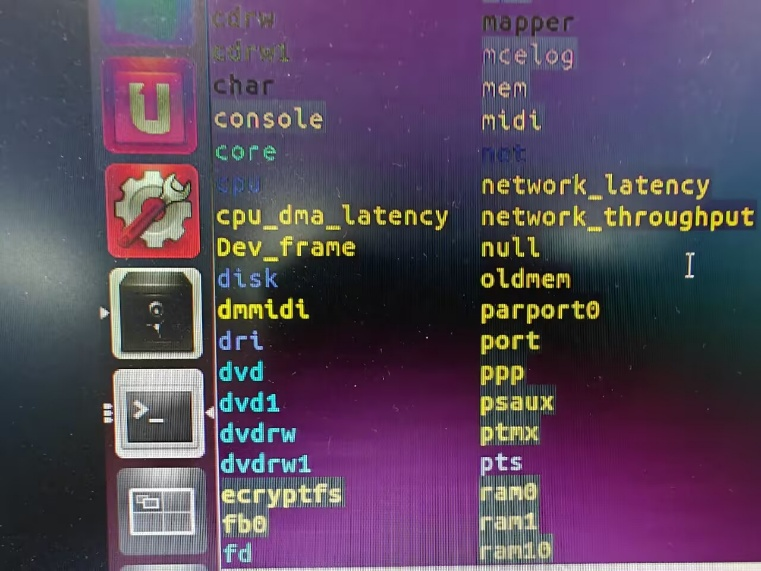 cdrw mapper
cdrw1 mcelog
char mem
console midi
core net
cpu network_latency
cpu_dma_latency network_throughput
Dev_frame null
disk oldmem
dmmidi parport0
dri port
dvd ppp
dvd1 psaux
dvdrw ptmx
dvdrw1 pts
ecryptfs ram0
fb0 ram1
fd ram10